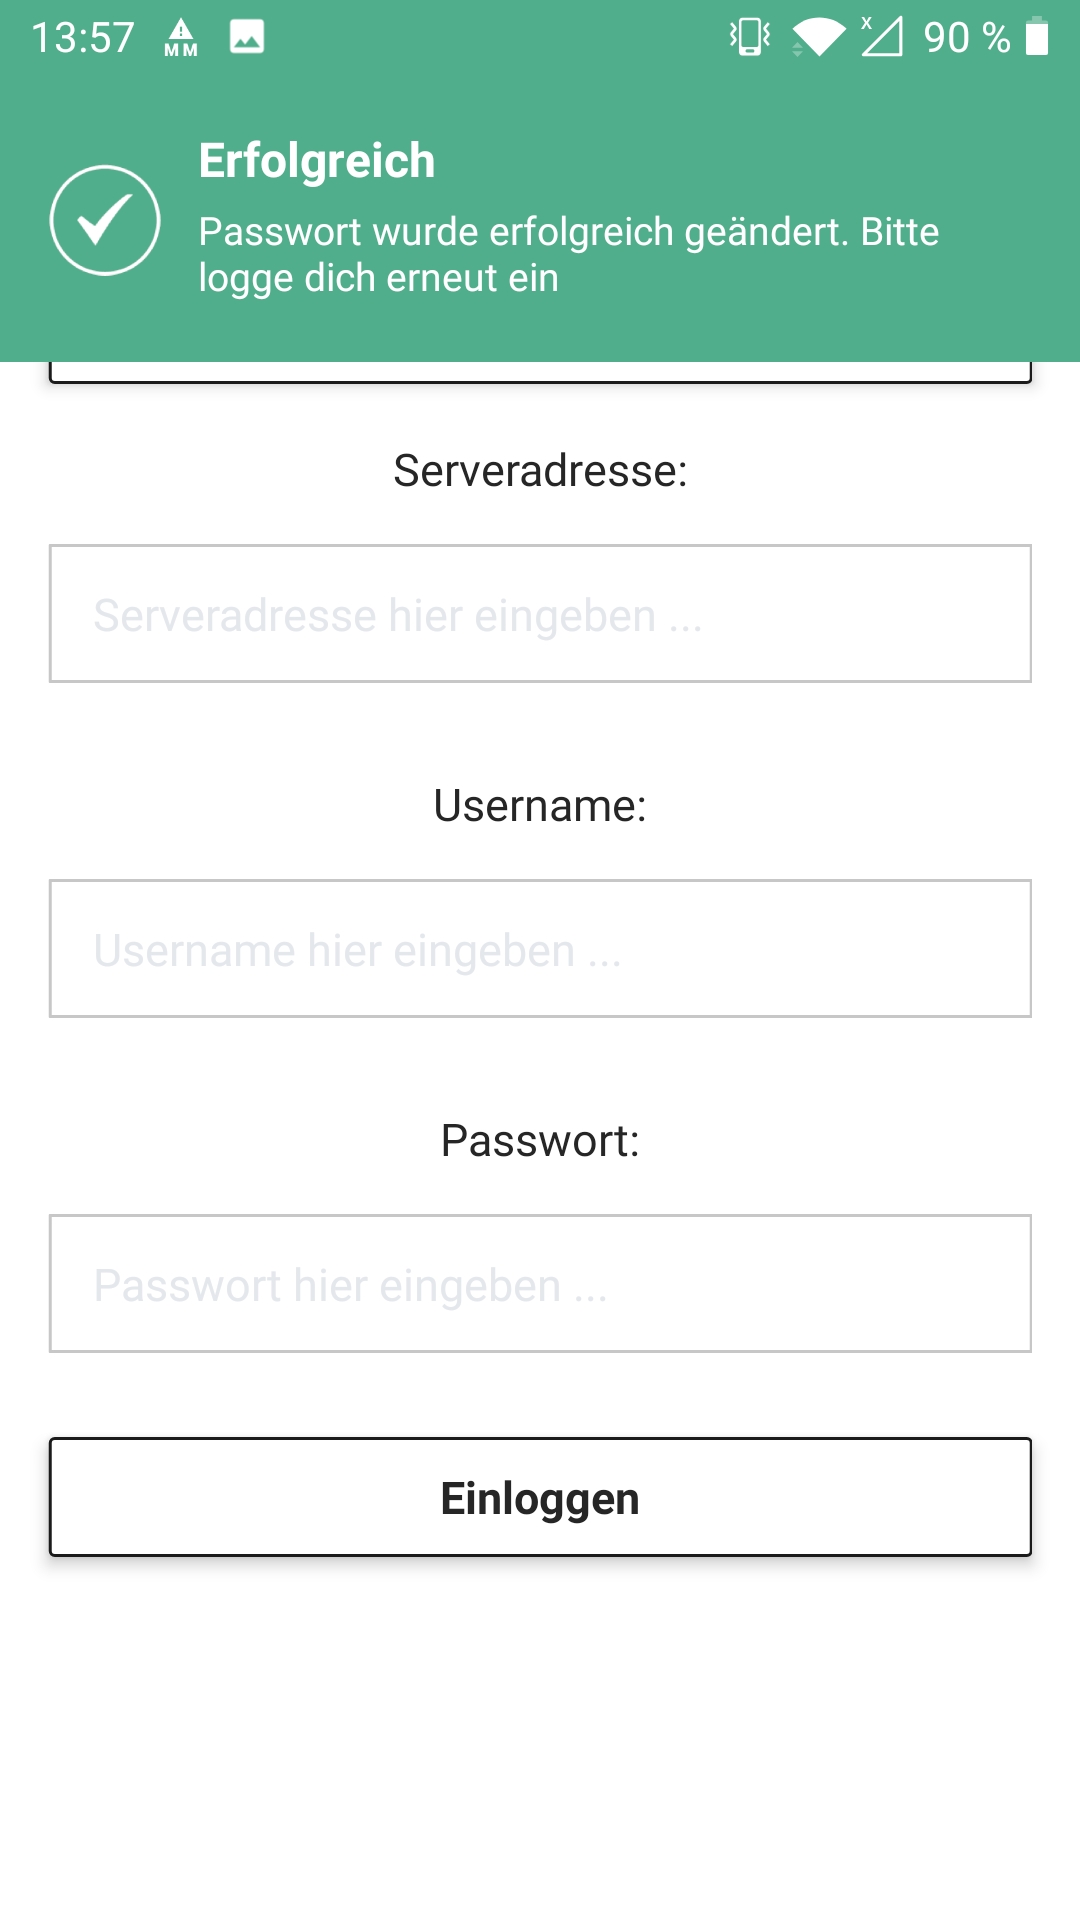 13:57 MM x 90 %
Erfolgreich
Passwort wurde erfolgreich geändert. Bitte
logge dich erneut ein
Serveradresse:
Serveradresse hier eingeben ...
Username:
Username hier eingeben ...
Passwort:
Passwort hier eingeben ...
Einloggen